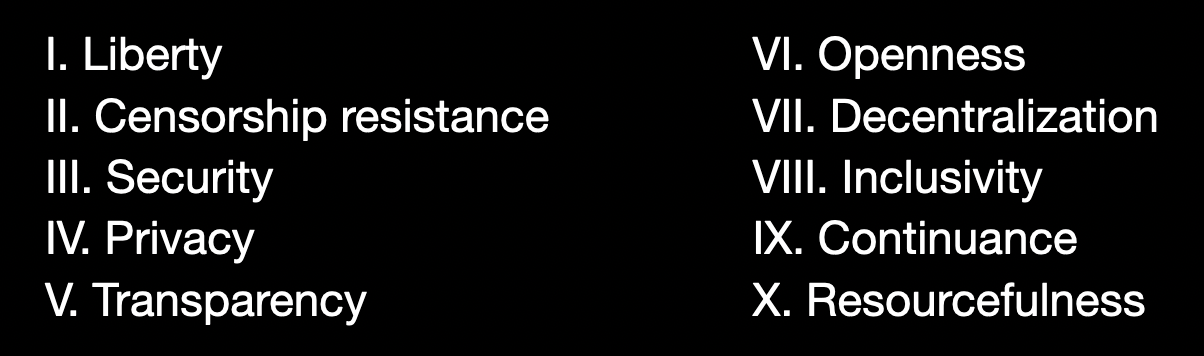 I. Liberty
II. Censorship resistance
III. Security
IV. Privacy
V. Transparency
VI. Openness
VII. Decentralization
VIII. Inclusivity
IX. Continuance
X. Resourcefulness